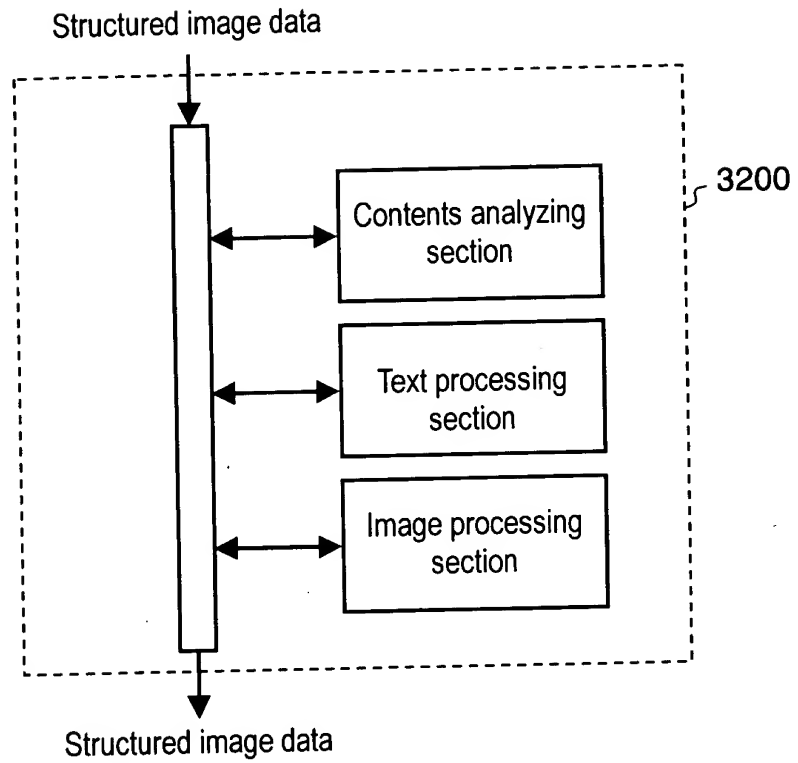 Structured image data
3200
Contents analyzing
section
Text processing
section
Image processing
section
Structured image data